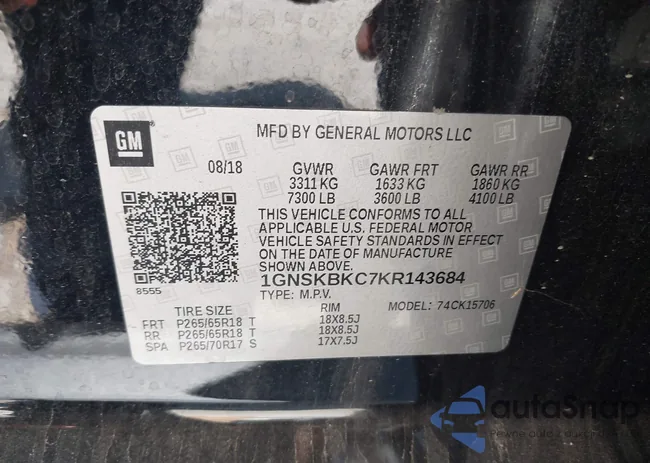 GM
MFD BY GENERAL MOTORS LLC
08/18 GVWR GAWR FRT GAWR RR
3311 KG 1633 KG 1860 KG
7300 LB 3600 LB 4100 LB
THIS VEHICLE CONFORMS TO ALL
APPLICABLE U.S. FEDERAL MOTOR
VEHICLE SAFETY STANDARDS IN EFFECT
ON THE DATE OF MANUFACTURE
SHOWN ABOVE.
8555
1GNSKBKC7KR143684
TYPE: M.P.V. MODEL: 74CK15706
TIRE SIZE RIM
FRT P265/65R18 T 18X8.5J
RR P265/65R18 T 18X8.5J
SPA P265/70R17 S 17X7.5J
autoSnap
Pewne auta z duchem